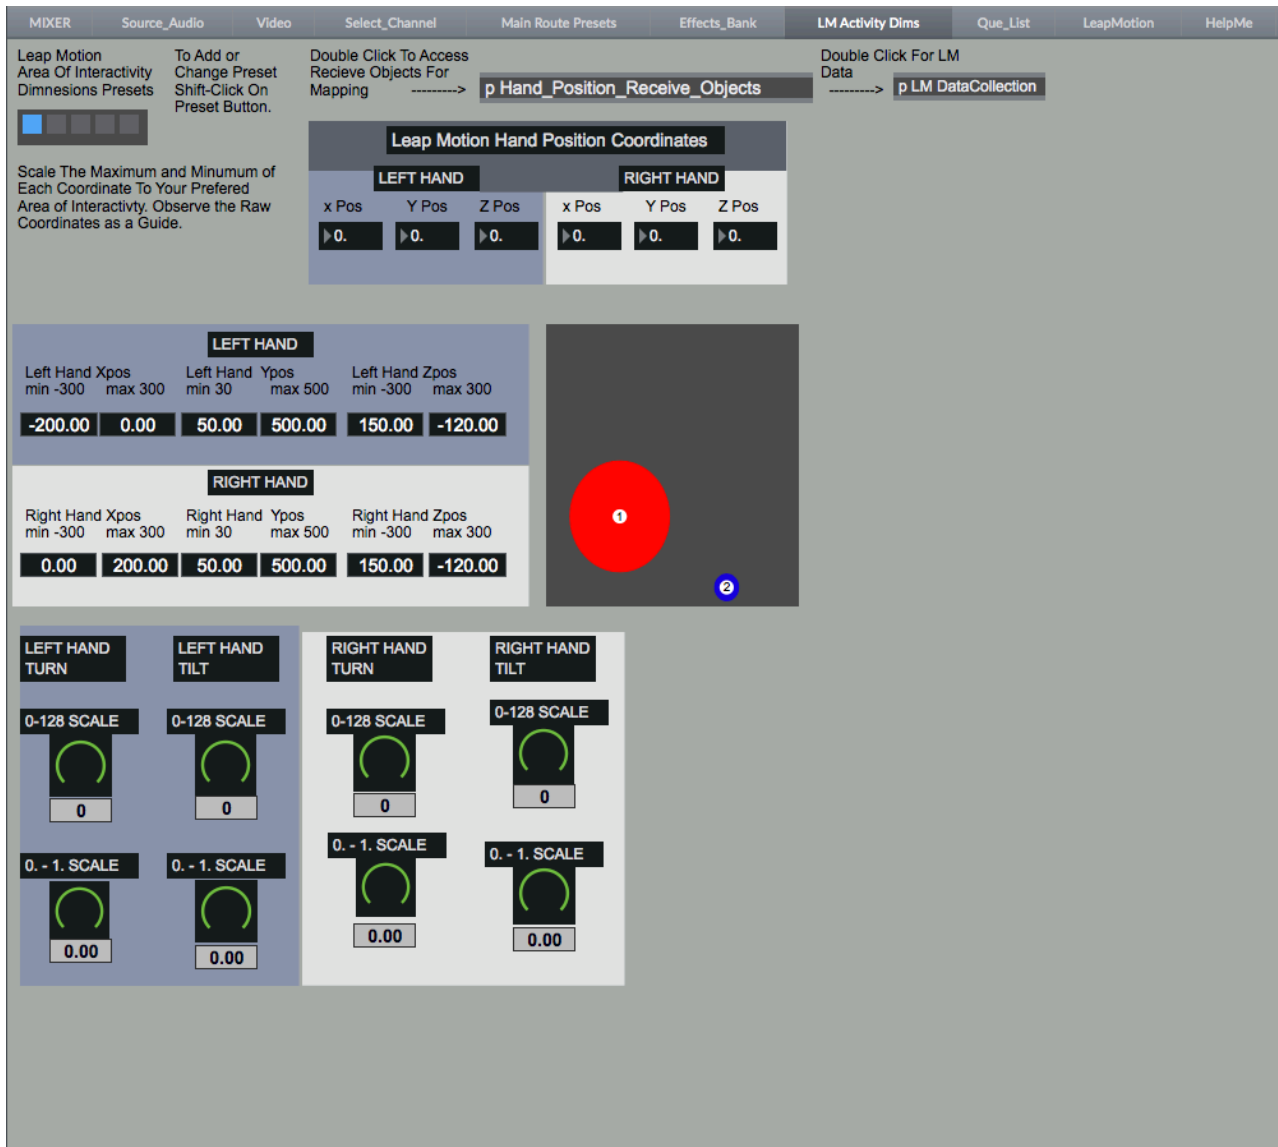 MIXER Source_Audio Video Select_Channel Main Route Presets Effects_Bank LM Activity Dims Que_List LeapMotion HelpMe
Leap Motion
Area Of Interactivity
Dimnesions Presets
To Add or
Change Preset
Shift-Click On
Preset Button.
Double Click To Access
Recieve Objects For
Mapping --------->
p Hand_Position_Receive_Objects
Double Click For LM
Data
--------->
p LM DataCollection
Scale The Maximum and Minumum of
Each Coordinate To Your Prefered
Area of Interactivty. Observe the Raw
Coordinates as a Guide.
Leap Motion Hand Position Coordinates
LEFT HAND RIGHT HAND
x Pos Y Pos Z Pos x Pos Y Pos Z Pos
0. 0. 0. 0. 0. 0.
LEFT HAND
Left Hand Xpos Left Hand Ypos Left Hand Zpos
min -300 max 300 min 30 max 500 min -300 max 300
-200.00 0.00 50.00 500.00 150.00 -120.00
RIGHT HAND
Right Hand Xpos Right Hand Ypos Right Hand Zpos
min -300 max 300 min 30 max 500 min -300 max 300
0.00 200.00 50.00 500.00 150.00 -120.00
1
2
LEFT HAND
TURN
LEFT HAND
TILT
RIGHT HAND
TURN
RIGHT HAND
TILT
0-128 SCALE 0-128 SCALE 0-128 SCALE 0-128 SCALE
0 0 0 0
0. - 1. SCALE 0. - 1. SCALE 0. - 1. SCALE 0. - 1. SCALE
0.00 0.00 0.00 0.00